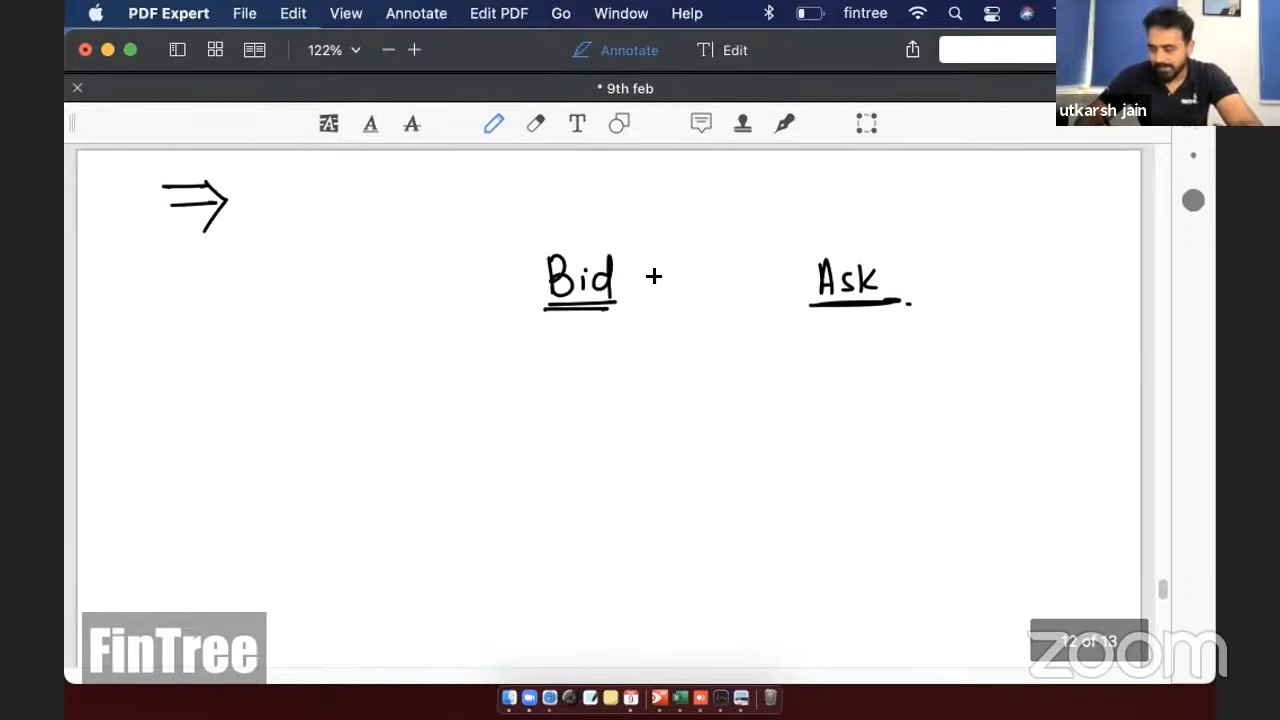 PDF Expert File Edit View Annotate Edit PDF Go Window Help fintree
122% Annotate Edit
* 9th feb
utkarsh jain
Bid Ask
12 of 13
FinTree
zoom